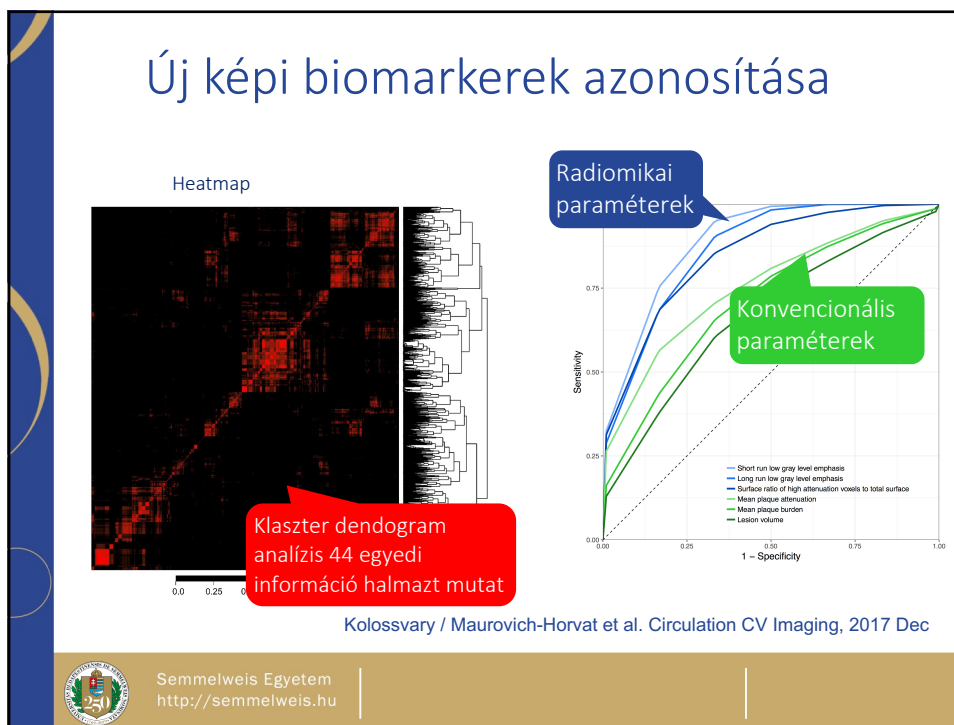 Új képi biomarkerek azonosítása
Heatmap
0.0
0.25
Klaszter dendogram
analízis 44 egyedi
információ halmazt mutat
Radiomikai
paraméterek
Konvencionális
paraméterek
Sensitivity
0.75
0.50
0.25
0.00
Short run low gray level emphasis
Long run low gray level emphasis
Surface ratio of high attenuation voxels to total surface
Mean plaque attenuation
Mean plaque burden
Lesion volume
0.00 0.25 0.50 0.75 1.00
1 – Specificity
Kolossvary / Maurovich-Horvat et al. Circulation CV Imaging, 2017 Dec
250
Semmelweis Egyetem
http://semmelweis.hu